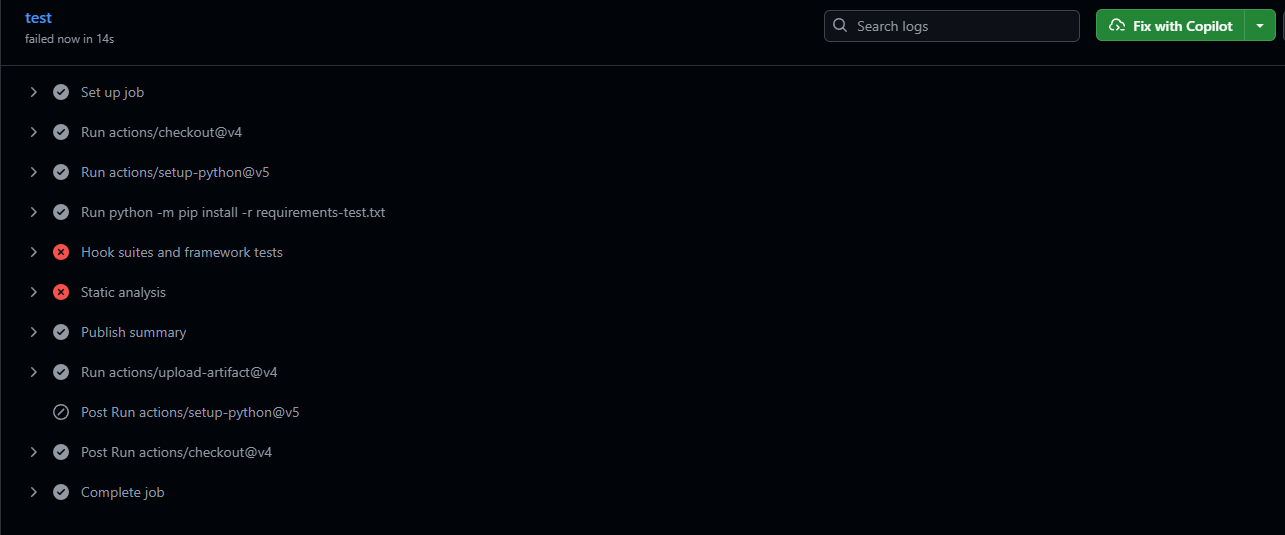 test
failed now in 14s
Search logs
Fix with Copilot
Set up job
Run actions/checkout@v4
Run actions/setup-python@v5
Run python -m pip install -r requirements-test.txt
Hook suites and framework tests
Static analysis
Publish summary
Run actions/upload-artifact@v4
Post Run actions/setup-python@v5
Post Run actions/checkout@v4
Complete job